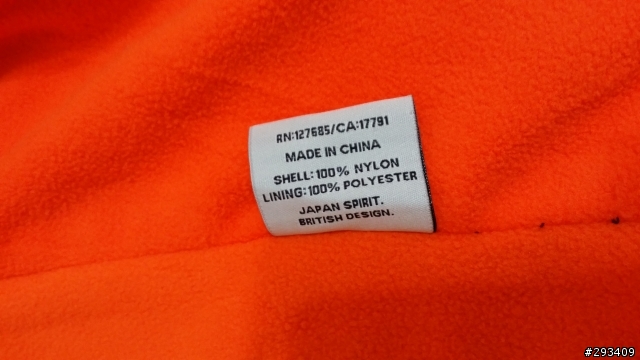 RN:127685/CA:17791
MADE IN CHINA
SHELL:100% NYLON
LINING:100% POLYESTER
JAPAN SPIRIT.
BRITISH DESIGN.
#293409